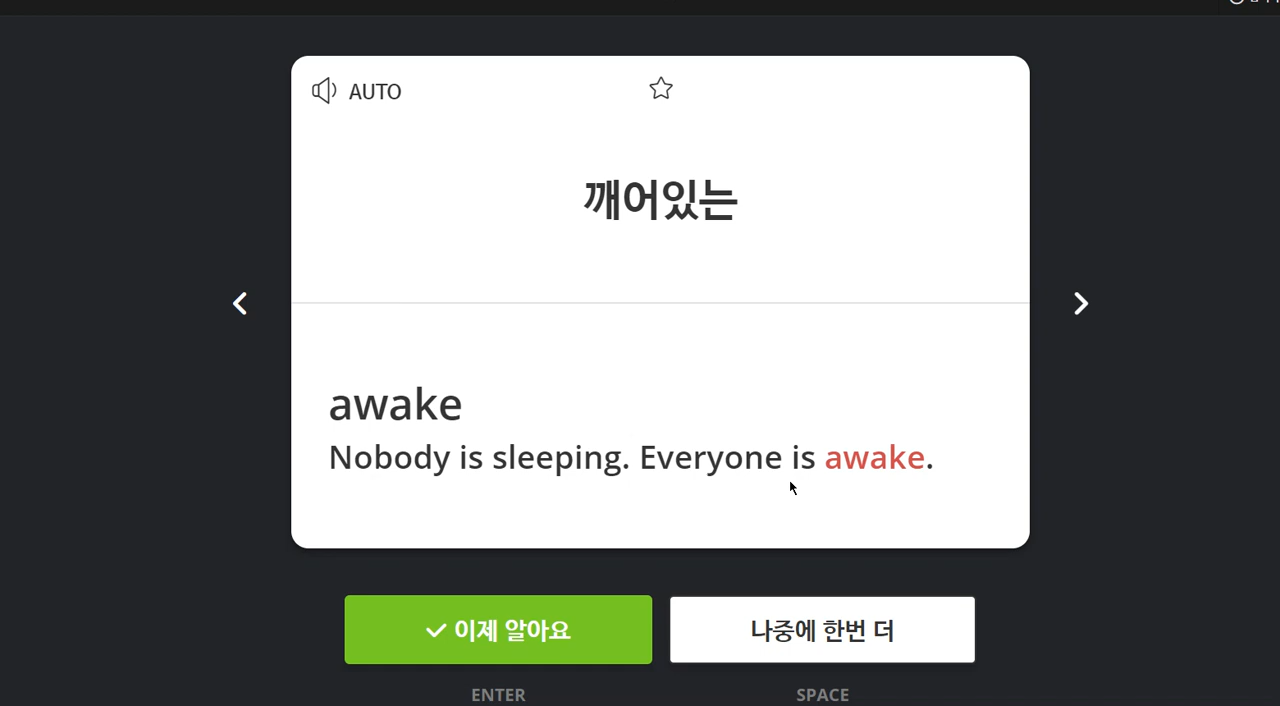 AUTO
깨어있는
awake
Nobody is sleeping. Everyone is awake.
이제 알아요
나중에 한번 더
ENTER
SPACE